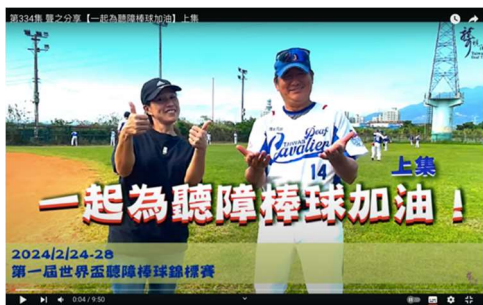 第334集 聲之分享【一起為聽障棒球加油】上集
Deaf
Cavaliers
14
上集
一起為聽障棒球加油！
2024/2/24-28
第一屆世界盃聽障棒球錦標賽
0:04 / 9:50